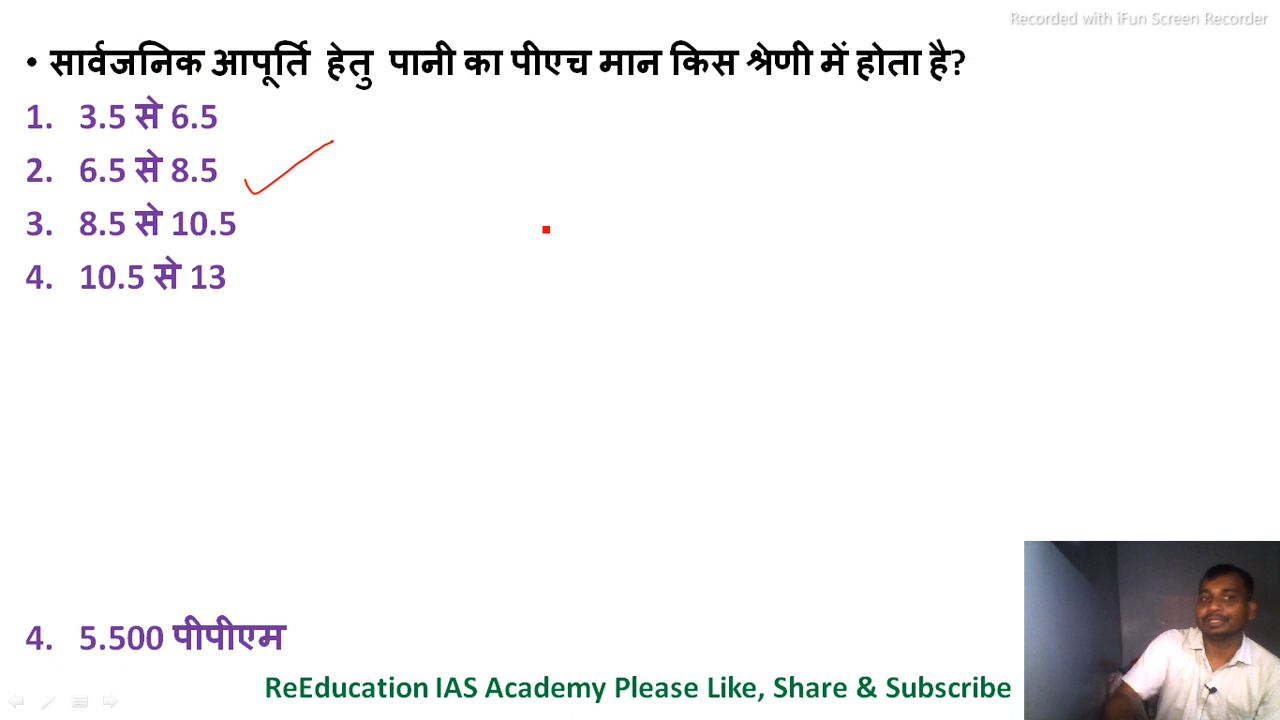 Recorded with iFun Screen Recorder
• सार्वजनिक आपूर्ति हेतु पानी का पीएच मान किस श्रेणी में होता है?
1. 3.5 से 6.5
2. 6.5 से 8.5
3. 8.5 से 10.5
4. 10.5 से 13
4. 5.500 पीपीएम
ReEducation IAS Academy Please Like, Share & Subscribe